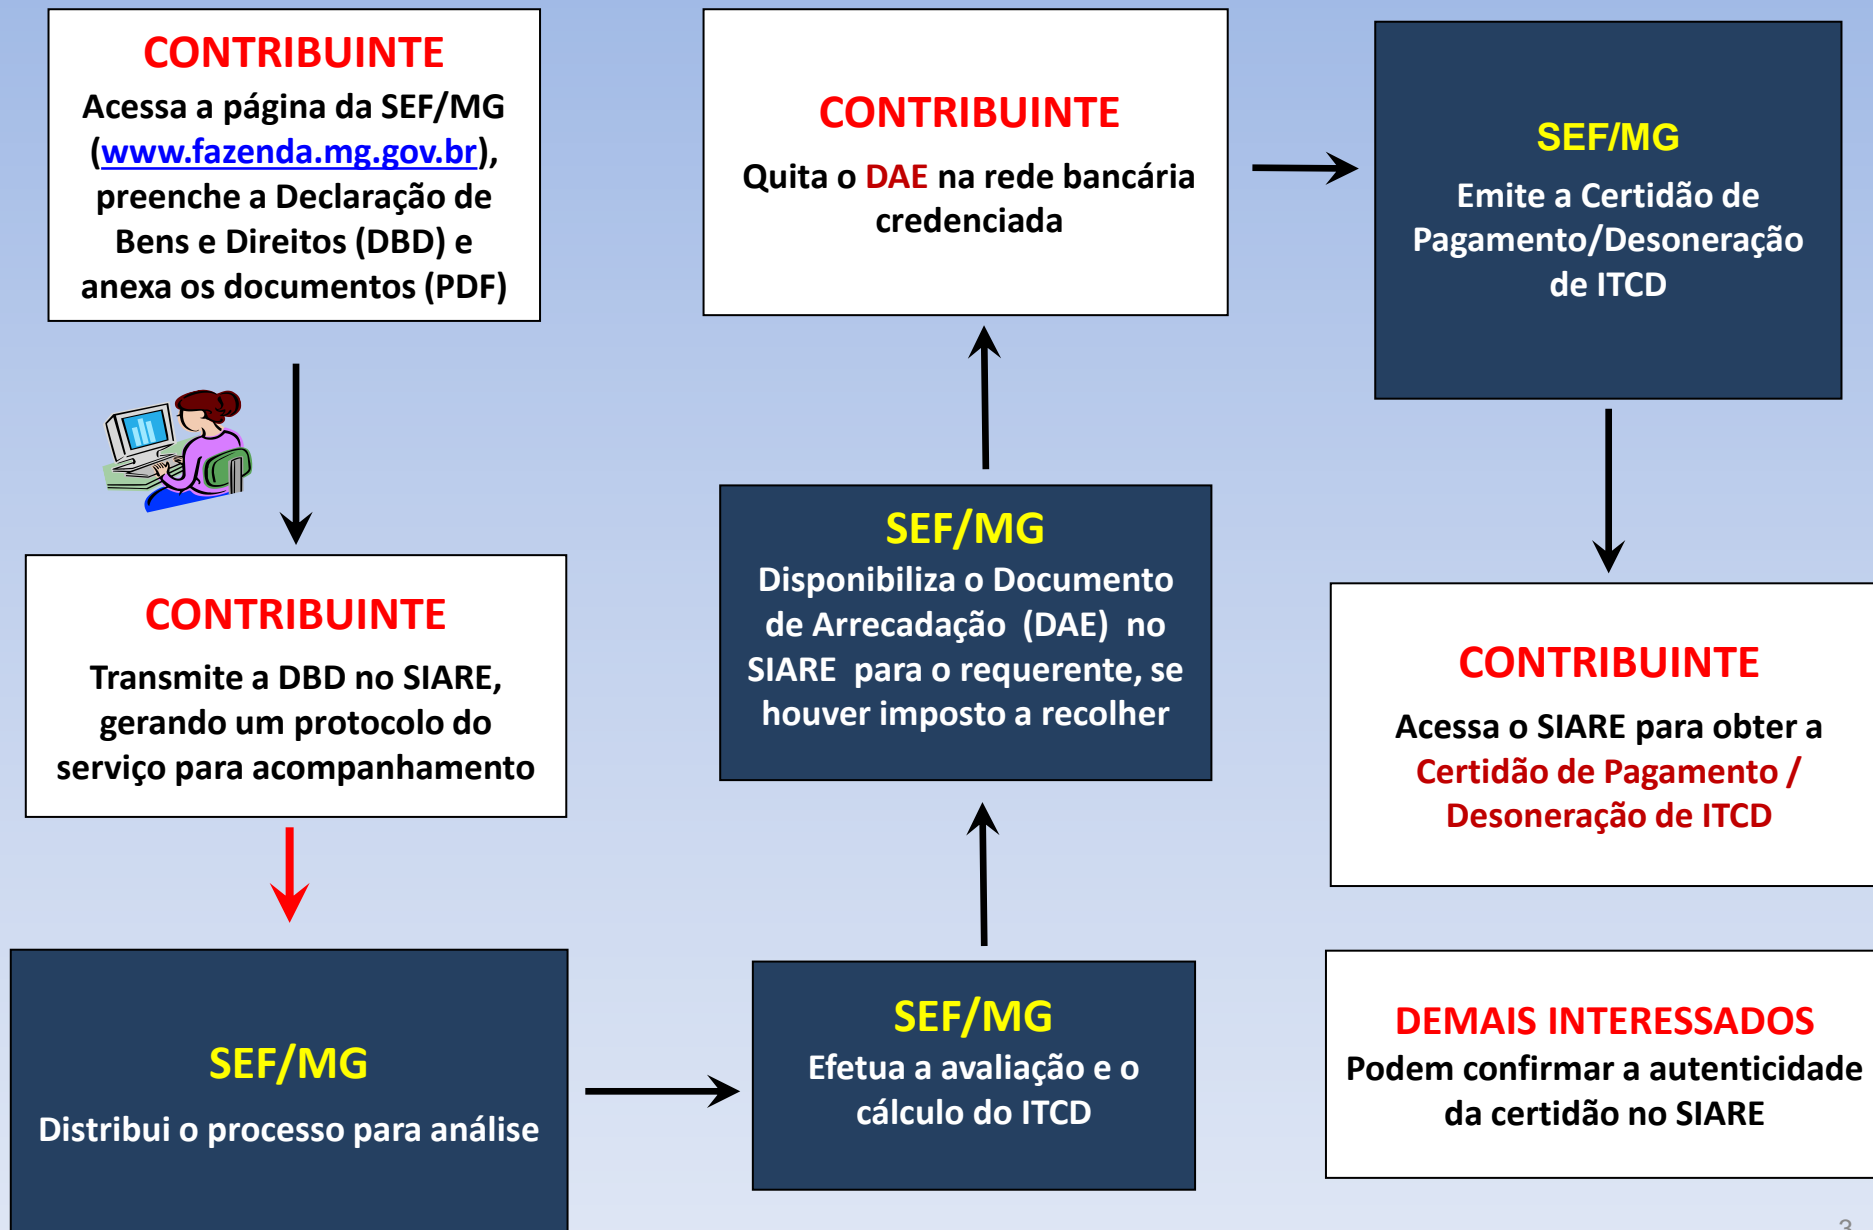 CONTRIBUINTE
Acessa a página da SEF/MG
(www.fazenda.mg.gov.br),
preenche a Declaração de
Bens e Direitos (DBD) e
anexa os documentos (PDF)
CONTRIBUINTE
Transmite a DBD no SIARE,
gerando um protocolo do
serviço para acompanhamento
SEF/MG
Distribui o processo para análise
SEF/MG
Efetua a avaliação e o
cálculo do ITCD
SEF/MG
Disponibiliza o Documento
de Arrecadação (DAE) no
SIARE para o requerente, se
houver imposto a recolher
CONTRIBUINTE
Quita o DAE na rede bancária
credenciada
SEF/MG
Emite a Certidão de
Pagamento/Desoneração
de ITCD
CONTRIBUINTE
Acessa o SIARE para obter a
Certidão de Pagamento /
Desoneração de ITCD
DEMAIS INTERESSADOS
Podem confirmar a autenticidade
da certidão no SIARE
3